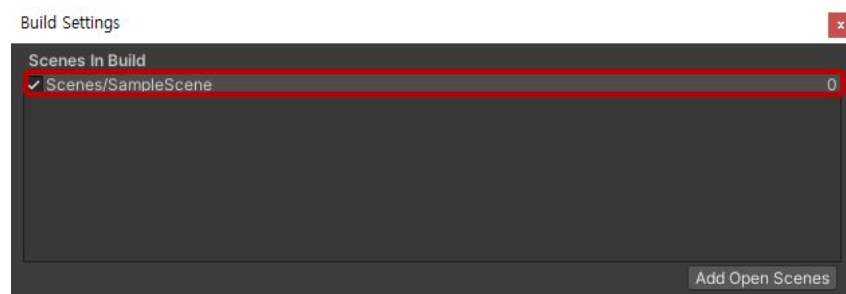 Build Settings
x
Scenes In Build
Scenes/SampleScene 0
Add Open Scenes